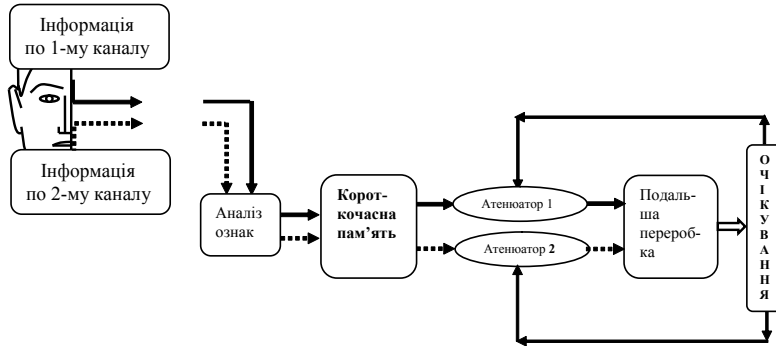 Інформація
по 1-му каналу
Інформація
по 2-му каналу
Аналіз
ознак
Корот-
кочасна
пам’ять
Атенюатор 1
Атенюатор 2
Подаль-
ша
перероб-
ка
О
Ч
І
К
У
В
А
Н
Н
Я